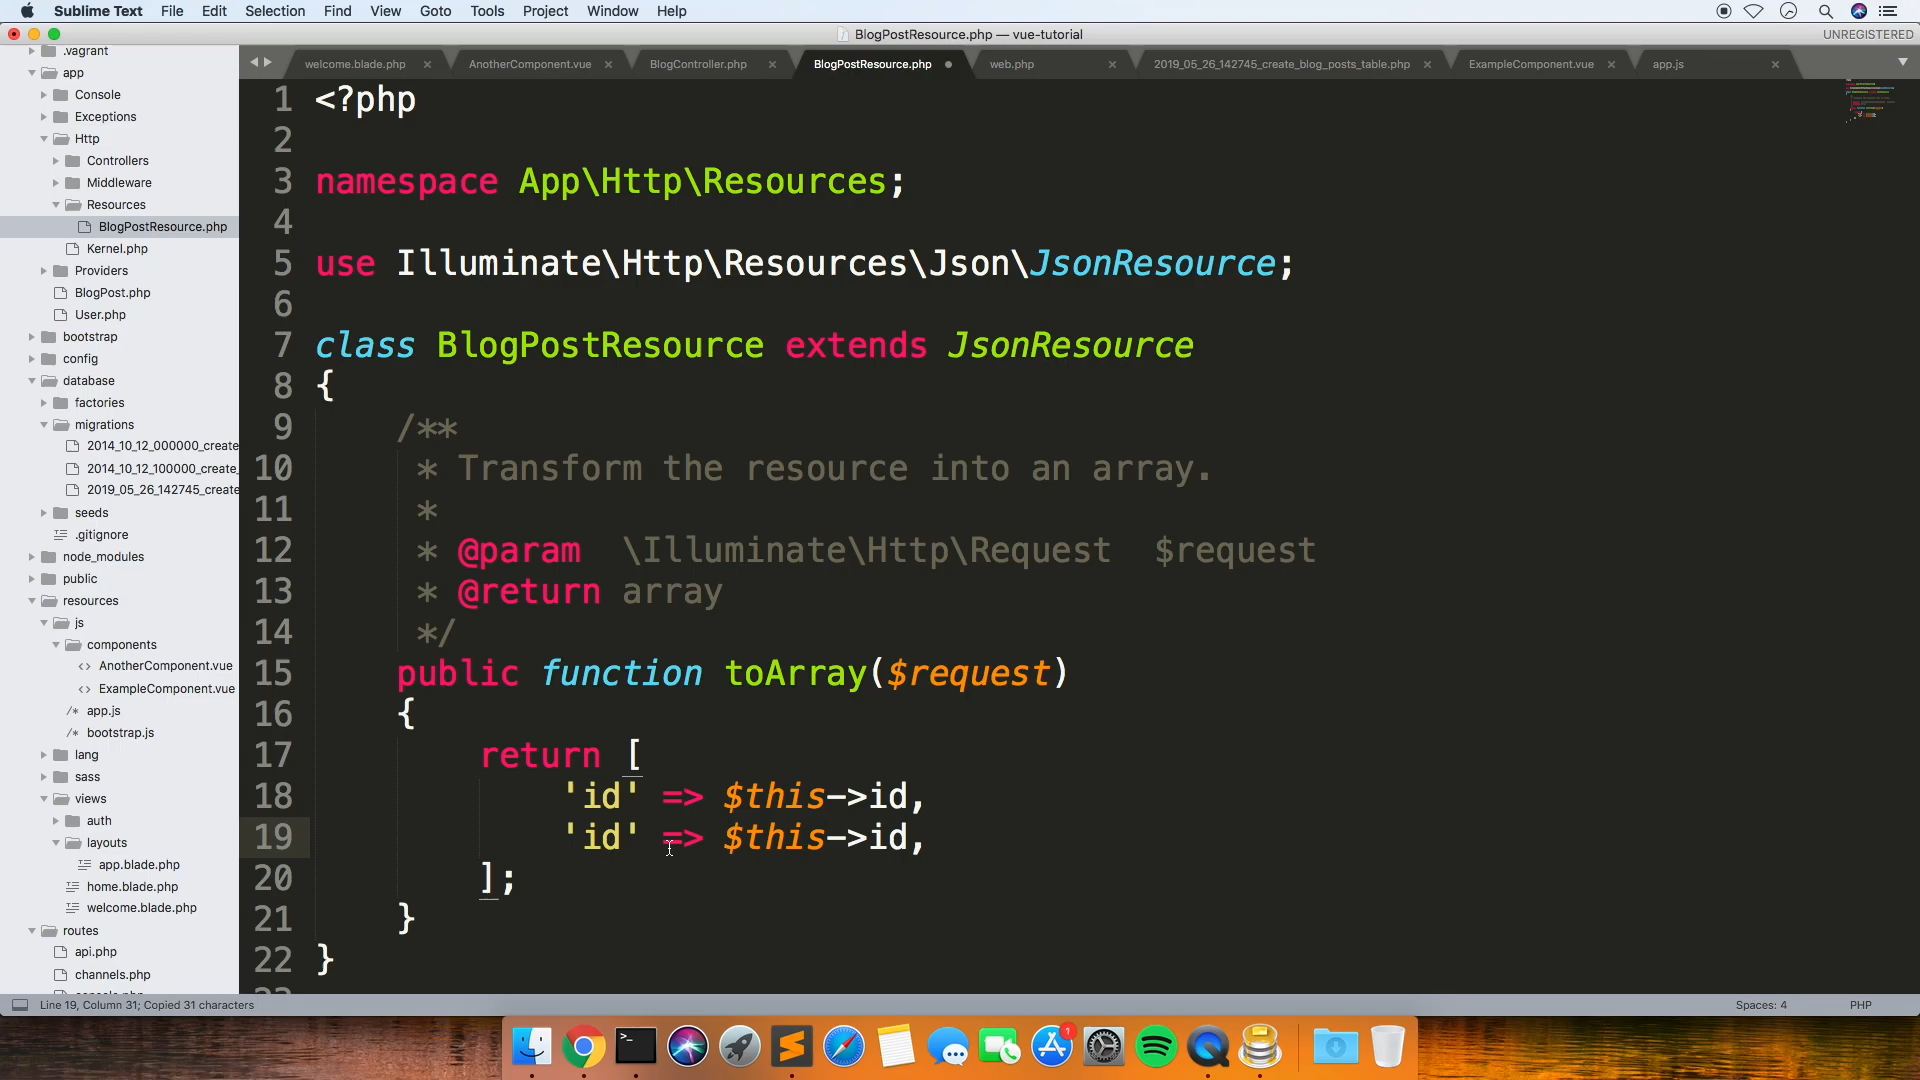 Sublime Text File Edit Selection Find View Goto Tools Project Window Help
BlogPostResource.php — vue-tutorial
UNREGISTERED
welcome.blade.php × AnotherComponent.vue × BlogController.php × BlogPostResource.php web.php × 2019_05_26_142745_create_blog_posts_table.php × ExampleComponent.vue × app.js ×
.vagrant
app
Console
Exceptions
Http
Controllers
Middleware
Resources
BlogPostResource.php
Kernel.php
Providers
BlogPost.php
User.php
bootstrap
config
database
factories
migrations
2014_10_12_000000_create
2014_10_12_100000_create_
2019_05_26_142745_create
seeds
.gitignore
node_modules
public
resources
js
components
<> AnotherComponent.vue
<> ExampleComponent.vue
/* app.js
/* bootstrap.js
lang
sass
views
auth
layouts
app.blade.php
home.blade.php
welcome.blade.php
routes
api.php
channels.php
1 <?php
2
3 namespace App\Http\Resources;
4
5 use Illuminate\Http\Resources\Json\JsonResource;
6
7 class BlogPostResource extends JsonResource
8 {
9 /**
10 * Transform the resource into an array.
11 *
12 * @param \Illuminate\Http\Request $request
13 * @return array
14 */
15 public function toArray($request)
16 {
17 return [
18 'id' => $this->id,
19 'id' => $this->id,
20 ];
21 }
22 }
Line 19, Column 31; Copied 31 characters
Spaces: 4
PHP
1